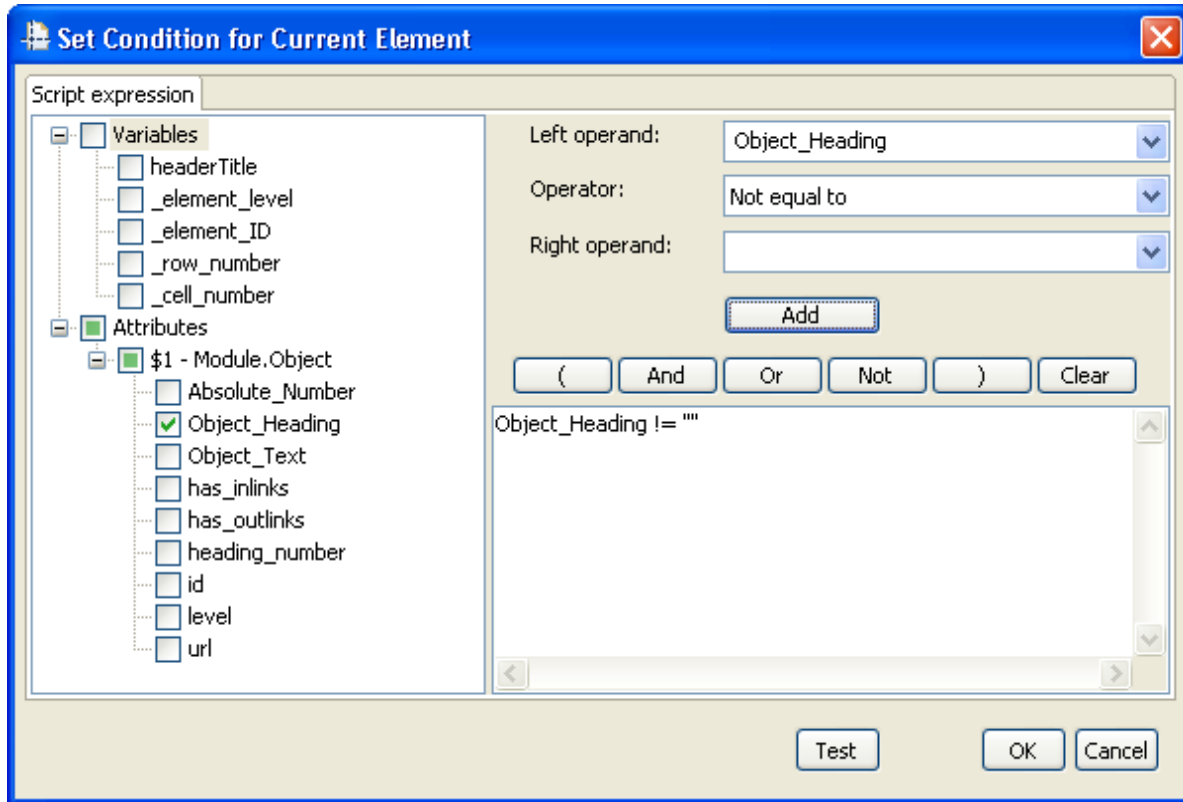 Set Condition for Current Element
Script expression
Variables
headerTitle
_element_level
_element_ID
_row_number
_cell_number
Attributes
$1 - Module.Object
Absolute_Number
Object_Heading
Object_Text
has_inlinks
has_outlinks
heading_number
id
level
url
Left operand: Object_Heading
Operator: Not equal to
Right operand:
Add
( And Or Not ) Clear
Object_Heading != ""
Test OK Cancel